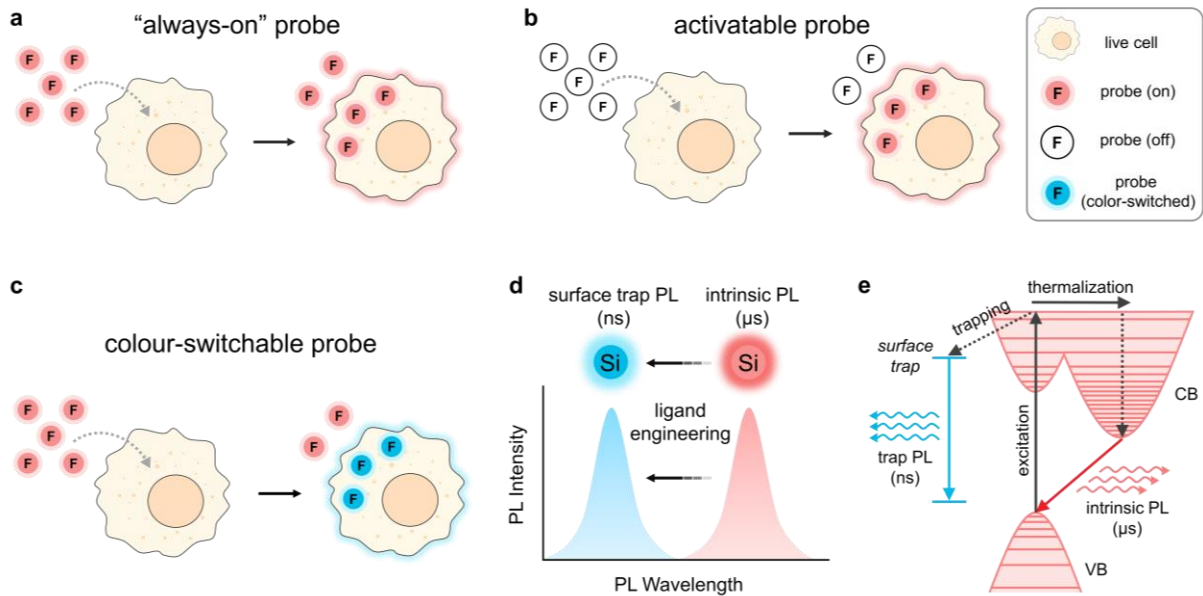 a
"always-on" probe
F F
F
F F
F
F
F
F
F
b
activatable probe
F F
F
F F
F
F
F
F
F
live cell
F
probe (on)
F
probe (off)
F
probe
(color-switched)
c
colour-switchable probe
F F
F
F F
F
F
F
F
F
d
surface trap PL
(ns)
intrinsic PL
(µs)
Si
Si
ligand
engineering
PL Intensity
PL Wavelength
e
thermalization
trapping
surface
trap
CB
excitation
trap PL
(ns)
intrinsic PL
(µs)
VB